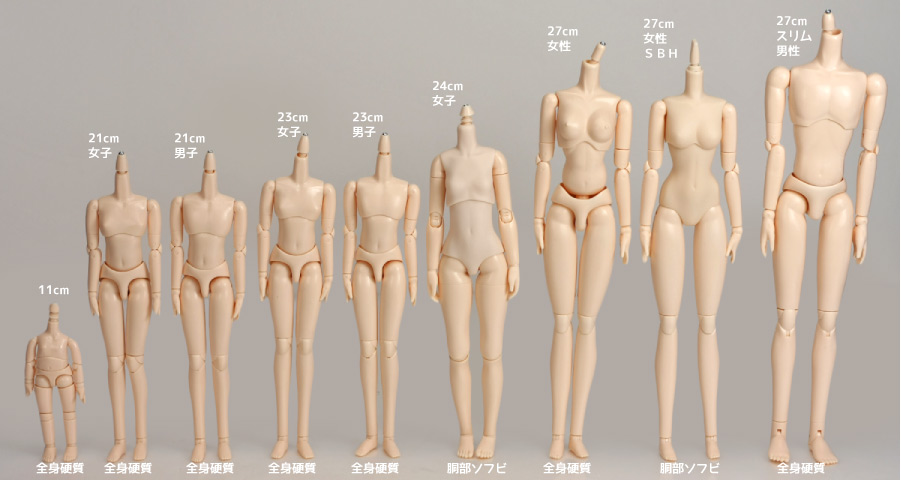 11cm
21cm
女子
21cm
男子
23cm
女子
23cm
男子
24cm
女子
27cm
女性
27cm
女性
ＳＢＨ
27cm
スリム
男性
全身硬質
全身硬質
全身硬質
全身硬質
全身硬質
胴部ソフビ
全身硬質
胴部ソフビ
全身硬質